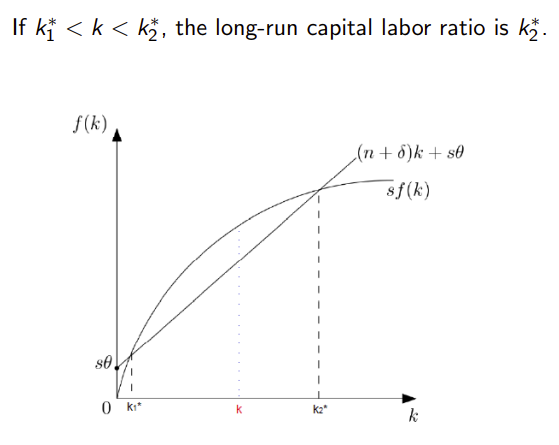 If k₁* < k < k₂*, the long-run capital labor ratio is k₂*.
f(k)
(n + δ)k + sθ
sf(k)
sθ
0 k₁* k k₂* k